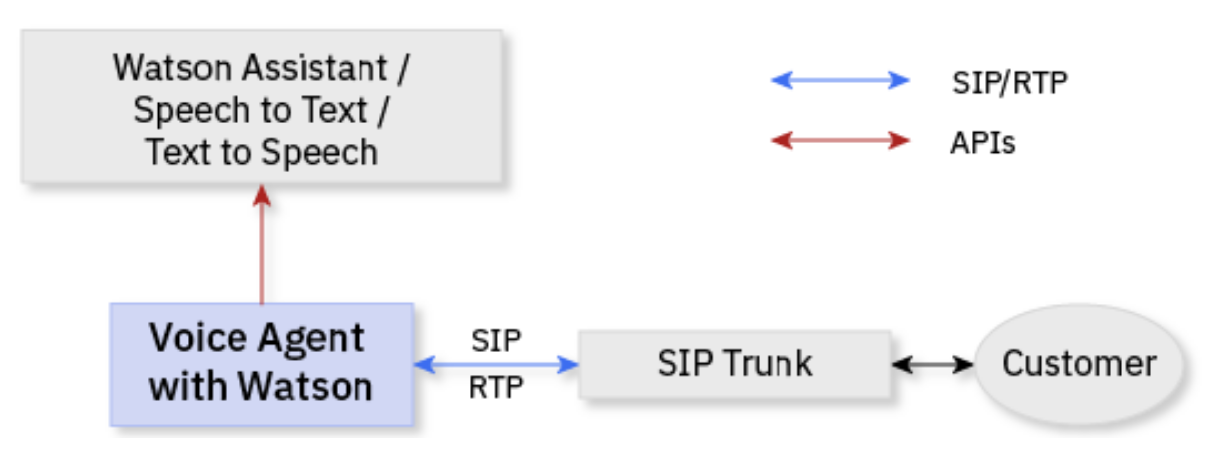 Watson Assistant /
Speech to Text /
Text to Speech
SIP/RTP
APIs
Voice Agent
with Watson
SIP
RTP
SIP Trunk
Customer